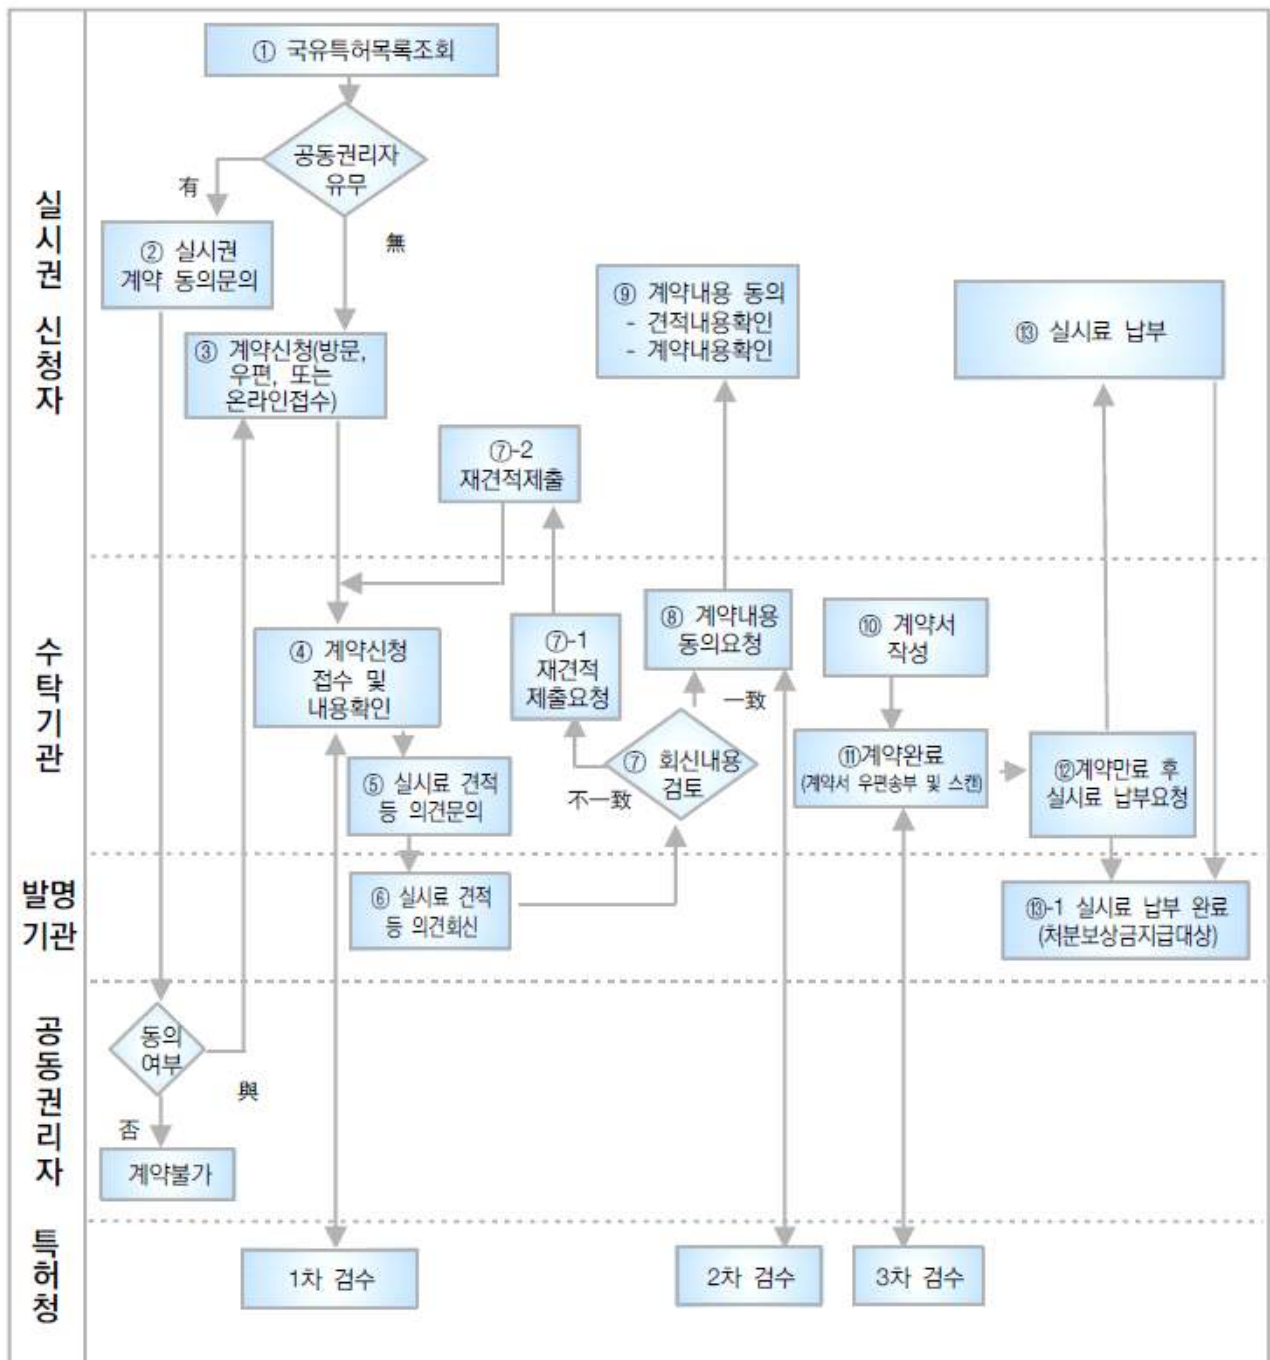 ① 국유특허목록조회
공동권리자
유무
有
無
실시권 신청자
② 실시권
계약 동의문의
③ 계약신청(방문,
우편, 또는
온라인접수)
⑨ 계약내용 동의
- 견적내용확인
- 계약내용확인
⑬ 실시료 납부
⑦-2
재견적제출
수탁기관
④ 계약신청
접수 및
내용확인
⑦-1
재견적
제출요청
⑧ 계약내용
동의요청
⑩ 계약서
작성
一致
⑤ 실시료 견적
등 의견문의
⑦ 회신내용
검토
不一致
⑪계약완료
(계약서 우편송부 및 스캔)
⑫계약만료 후
실시료 납부요청
발명
기관
⑥ 실시료 견적
등 의견회신
⑬-1 실시료 납부 완료
(처분보상금지급대상)
공동권리자
동의
여부
與
否
계약불가
특허청
1차 검수
2차 검수
3차 검수